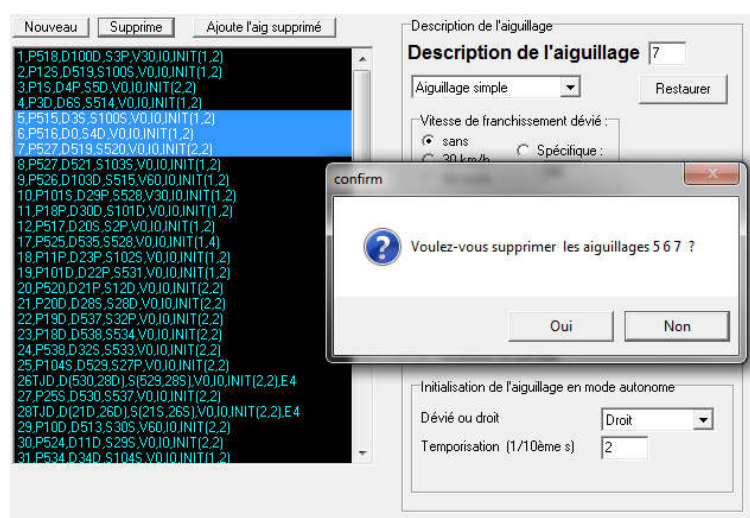 Nouveau
Supprime
Ajoute l'aig supprimé
1,P518,D100D,S3P,V30,I0,INIT(1,2)
2,P12S,D519,S100S,V0,I0,INIT(1,2)
3,P1S,D4P,S5D,V0,I0,INIT(2,2)
4,P3D,D6S,S514,V0,I0,INIT(1,2)
5,P515,D3S,S100S,V0,I0,INIT(1,2)
6,P516,D0,S4D,V0,I0,INIT(1,2)
7,P527,D519,S520,V0,I0,INIT(2,2)
8,P527,D521,S103S,V0,I0,INIT(1,2)
9,P526,D103D,S515,V60,I0,INIT(1,2)
10,P101S,D29P,S528,V30,I0,INIT(1,2)
11,P18P,D30D,S101D,V0,I0,INIT(1,2)
12,P517,D20S,S2P,V0,I0,INIT(1,2)
17,P525,D535,S528,V0,I0,INIT(1,4)
18,P11P,D23P,S102S,V0,I0,INIT(1,2)
19,P101D,D22P,S531,V0,I0,INIT(1,2)
20,P520,D21P,S12D,V0,I0,INIT(2,2)
21,P20D,D28S,S28D,V0,I0,INIT(2,2)
22,P19D,D537,S32P,V0,I0,INIT(2,2)
23,P18D,D538,S534,V0,I0,INIT(2,2)
24,P538,D32S,S533,V0,I0,INIT(2,2)
25,P104S,D529,S27P,V0,I0,INIT(2,2)
26TJD,D(530,28D),S(529,28S),V0,I0,INIT(2,2),E4
27,P25S,D530,S537,V0,I0,INIT(2,2)
28TJD,D(21D,26D),S(21S,26S),V0,I0,INIT(2,2),E4
29,P10D,D513,S30S,V60,I0,INIT(2,2)
30,P524,D11D,S29S,V0,I0,INIT(2,2)
31,P534,D34D,S104S,V0,I0,INIT(1,2)
Description de l'aiguillage
Description de l'aiguillage 7
Aiguillage simple
Restaurer
Vitesse de franchissement dévié :
sans
30 km/h
Spécifique :
confirm
Voulez-vous supprimer les aiguillages 5 6 7 ?
Oui
Non
Initialisation de l'aiguillage en mode autonome
Dévié ou droit
Droit
Temporisation (1/10ème s)
2